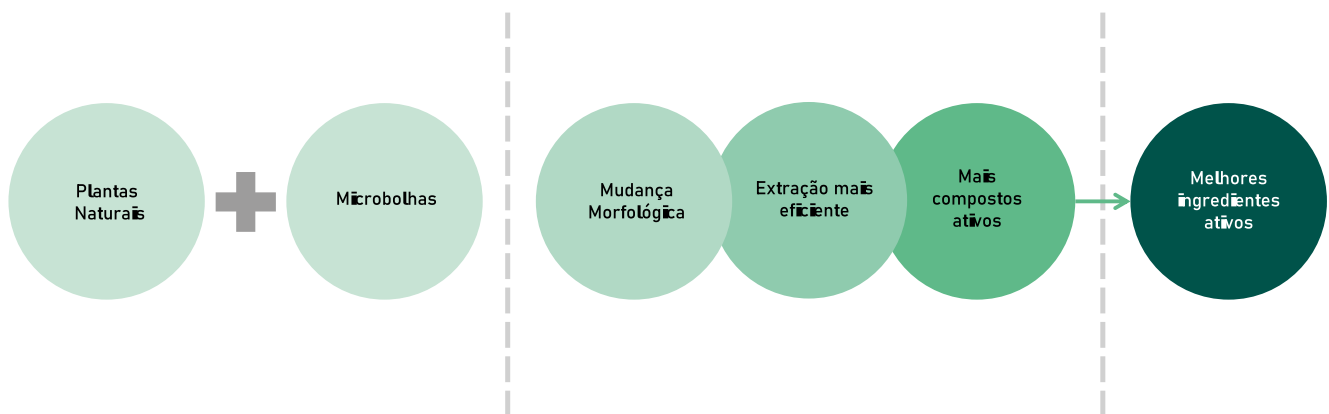 Plantas
Naturais
Microbolhas
Mudança
Morfológica
Extração mais
eficiente
Mais
compostos
ativos
Melhores
ingredientes
ativos